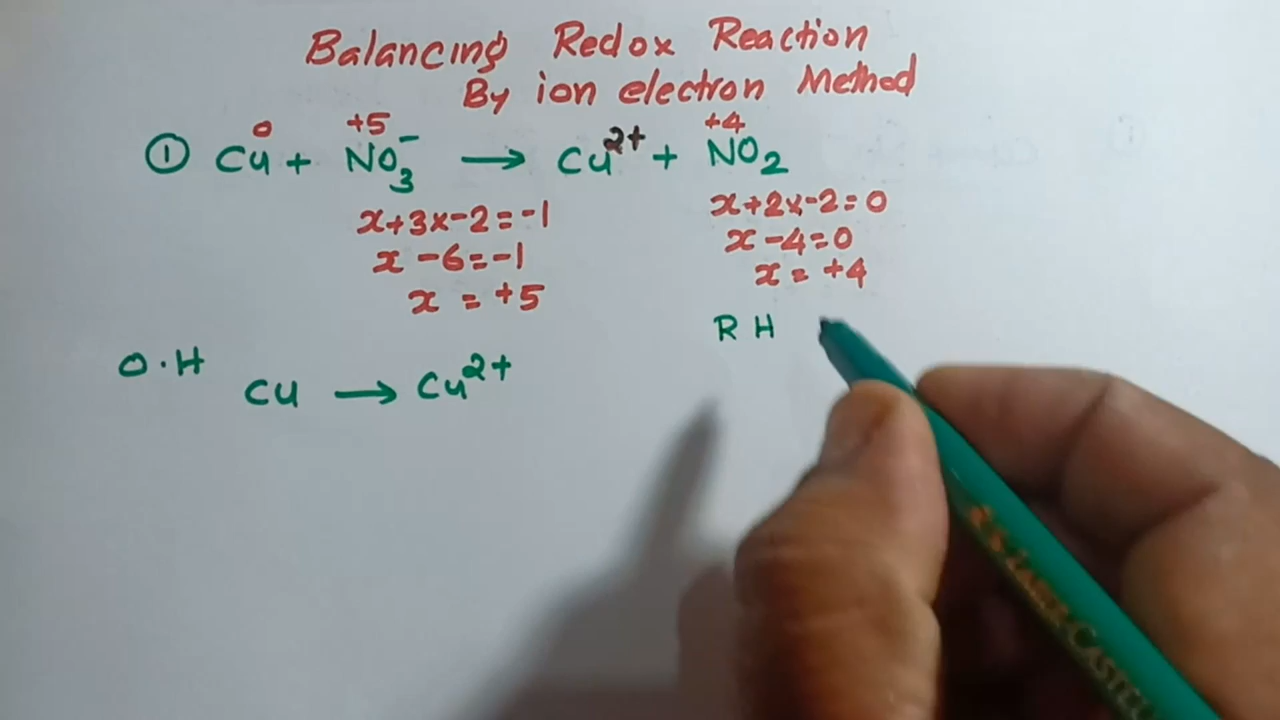 Balancing Redox Reaction
By ion electron Method
0 +5 +4
① Cu + NO₃⁻ → Cu²⁺ + NO₂
x+3x-2=-1 x+2x-2=0
x-6=-1 x-4=0
x=+5 x=+4
O.H R H
Cu → Cu²⁺